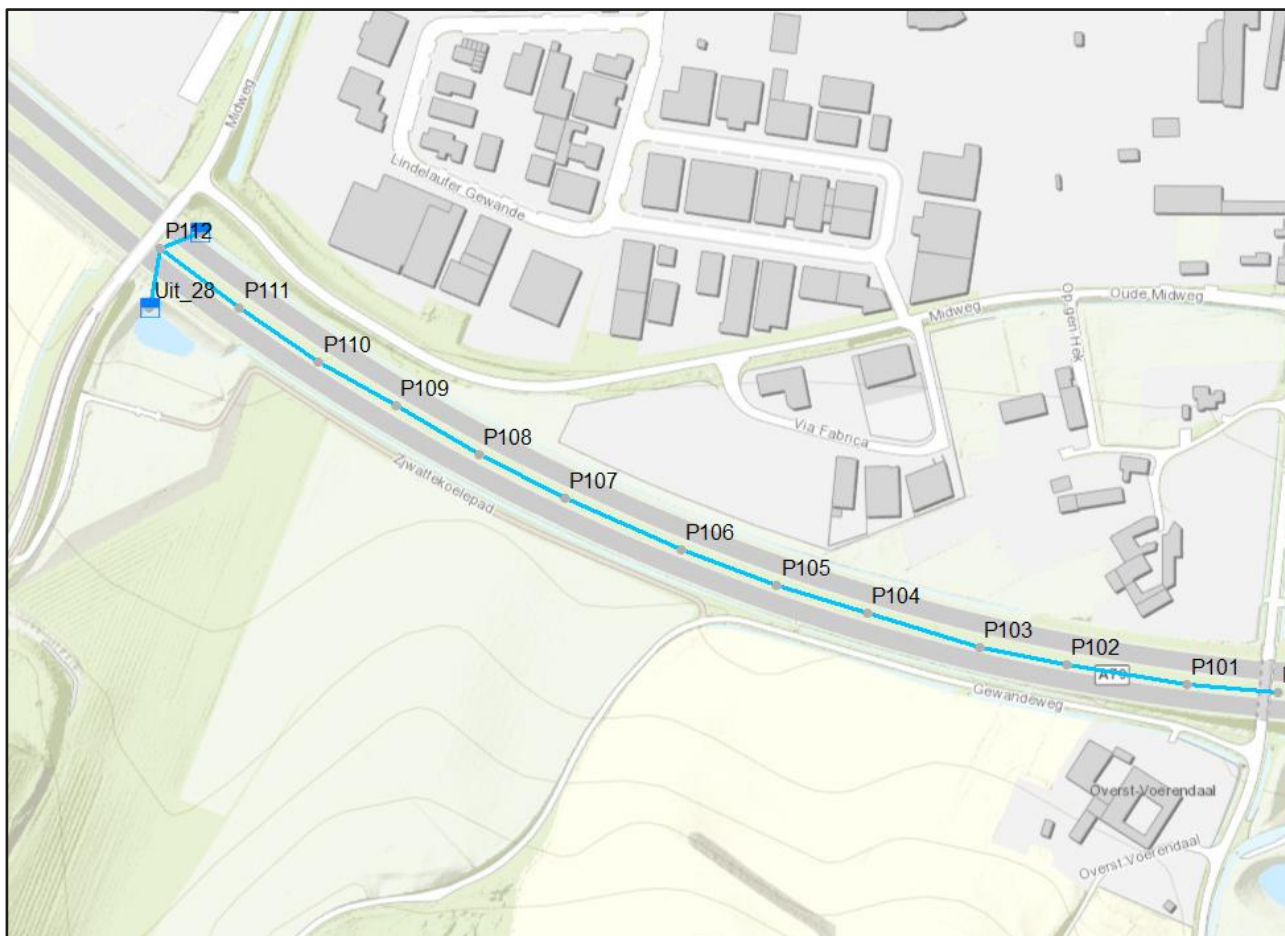 Midweg
Lindelaufer Gewande
P112
Uit_28
P111
Oude Midweg
Midweg
Op gen Hek
P110
P109
Via Fabrica
P108
Zjwattekoelepad
P107
P106
P105
P104
P103
P102
A79
P101
Gewandeweg
Overst-Voerendaal
Overst-Voerendaal